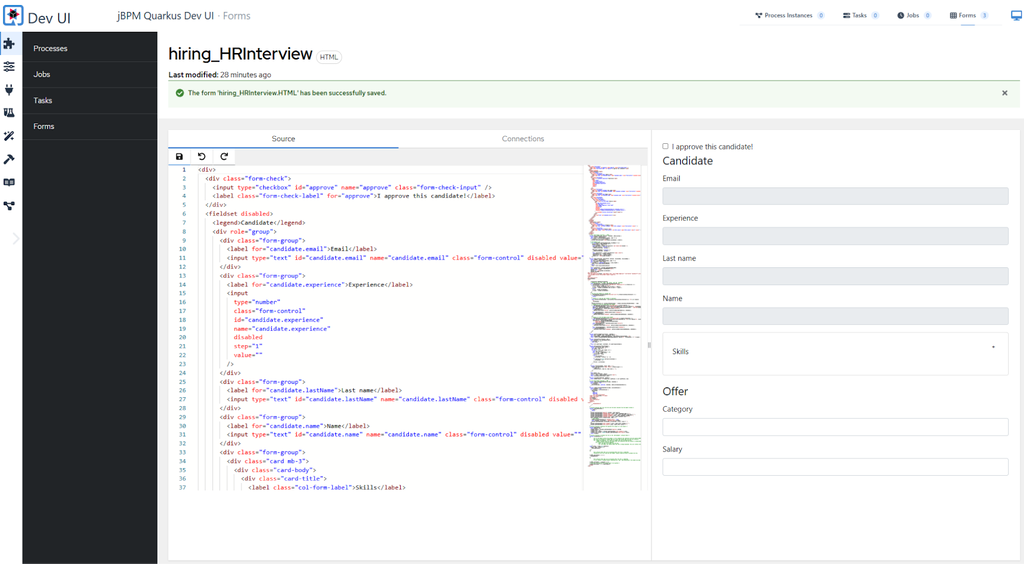 Dev UI
jBPM Quarkus Dev UI · Forms
Process Instances 0
Tasks 0
Jobs 0
Forms 3
Processes
Jobs
Tasks
Forms
hiring_HRInterview HTML
Last modified: 28 minutes ago
The form 'hiring_HRInterview.HTML' has been successfully saved.
Source
Connections
1 <div>
2 <div class="form-check">
3 <input type="checkbox" id="approve" name="approve" class="form-check-input" />
4 <label class="form-check-label" for="approve">I approve this candidate!</label>
5 </div>
6 <fieldset disabled>
7 <legend>Candidate</legend>
8 <div role="group">
9 <div class="form-group">
10 <label for="candidate.email">Email</label>
11 <input type="text" id="candidate.email" name="candidate.email" class="form-control" disabled value="
12 </div>
13 <div class="form-group">
14 <label for="candidate.experience">Experience</label>
15 <input
16 type="number"
17 class="form-control"
18 id="candidate.experience"
19 name="candidate.experience"
20 disabled
21 step="1"
22 value=""
23 />
24 </div>
25 <div class="form-group">
26 <label for="candidate.lastName">Last name</label>
27 <input type="text" id="candidate.lastName" name="candidate.lastName" class="form-control" disabled
28 </div>
29 <div class="form-group">
30 <label for="candidate.name">Name</label>
31 <input type="text" id="candidate.name" name="candidate.name" class="form-control" disabled value=""
32 </div>
33 <div class="form-group">
34 <div class="card mb-3">
35 <div class="card-body">
36 <div class="card-title">
37 <label class="col-form-label">Skills</label>
I approve this candidate!
Candidate
Email
Experience
Last name
Name
Skills
Offer
Category
Salary